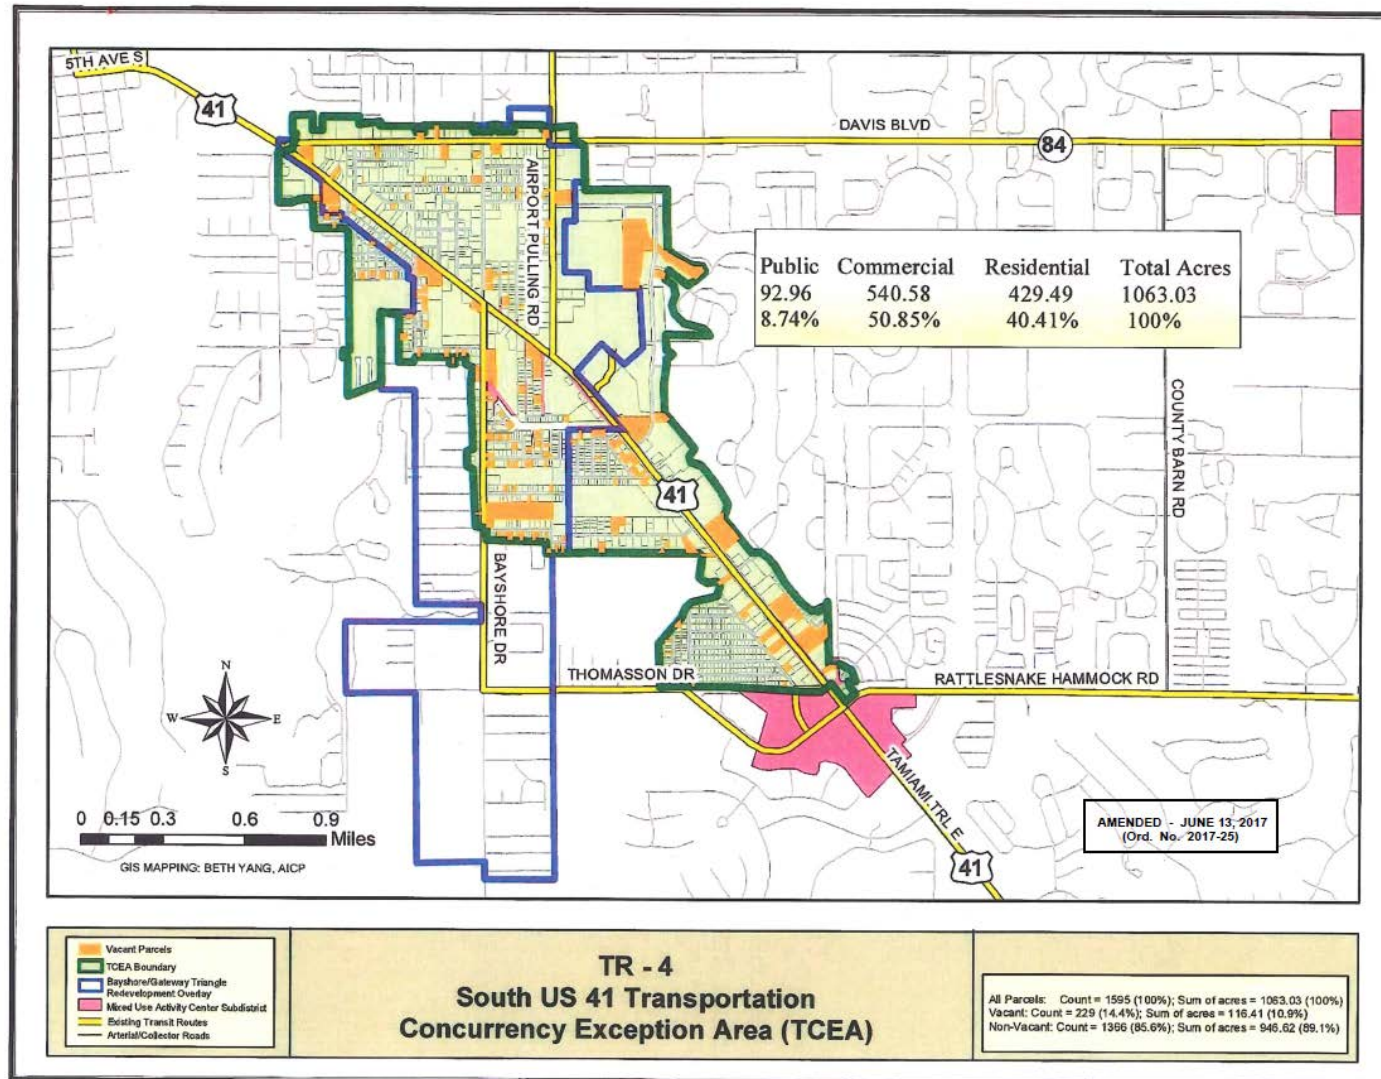 5TH AVE S
41
DAVIS BLVD
84
AIRPORT PULLING RD
Public Commercial Residential Total Acres
92.96 540.58 429.49 1063.03
8.74% 50.85% 40.41% 100%
COUNTY BARN RD
41
BAYSHORE DR
THOMASSON DR
RATTLESNAKE HAMMOCK RD
N
W E
S
TAMIAMI TRL E
41
0 0.15 0.3 0.6 0.9
Miles
GIS MAPPING: BETH YANG, AICP
AMENDED - JUNE 13, 2017
(Ord. No. 2017-25)
Vacant Parcels
TCEA Boundary
Bayshore/Gateway Triangle
Redevelopment Overlay
Mixed Use Activity Center Subdistrict
Existing Transit Routes
Arterial/Collector Roads
TR - 4
South US 41 Transportation
Concurrency Exception Area (TCEA)
All Parcels: Count = 1595 (100%); Sum of acres = 1063.03 (100%)
Vacant: Count = 229 (14.4%); Sum of acres = 116.41 (10.9%)
Non-Vacant: Count = 1366 (85.6%); Sum of acres = 946.62 (89.1%)